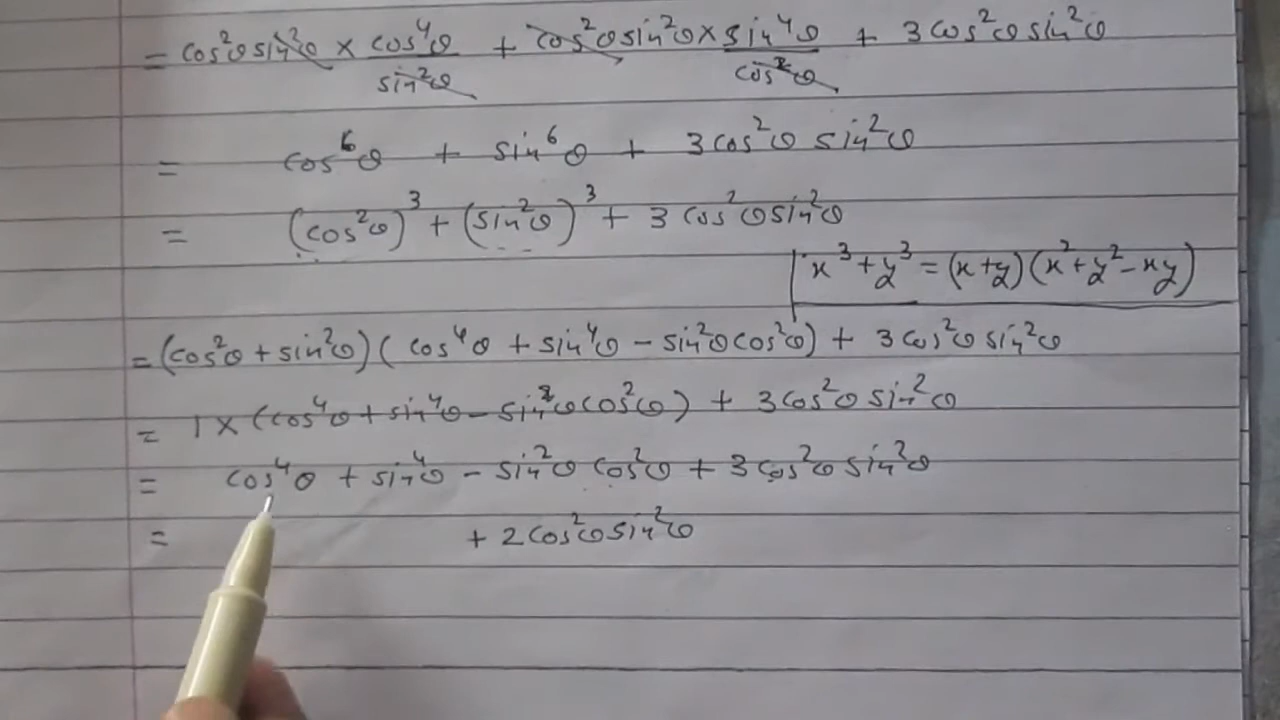 = cos²θ sin²θ × cos⁴θ/sin²θ + cos²θ sin²θ × sin⁴θ/cos²θ + 3cos²θ sin²θ
= cos⁶θ + sin⁶θ + 3cos²θ sin²θ
= (cos²θ)³ + (sin²θ)³ + 3 cos²θ sin²θ
x³+y³ = (x+y)(x²+y²-xy)
= (cos²θ + sin²θ)(cos⁴θ + sin⁴θ - sin²θ cos²θ) + 3cos²θ sin²θ
= 1 × (cos⁴θ + sin⁴θ - sin²θ cos²θ) + 3cos²θ sin²θ
= cos⁴θ + sin⁴θ - sin²θ cos²θ + 3cos²θ sin²θ
= + 2cos²θ sin²θ